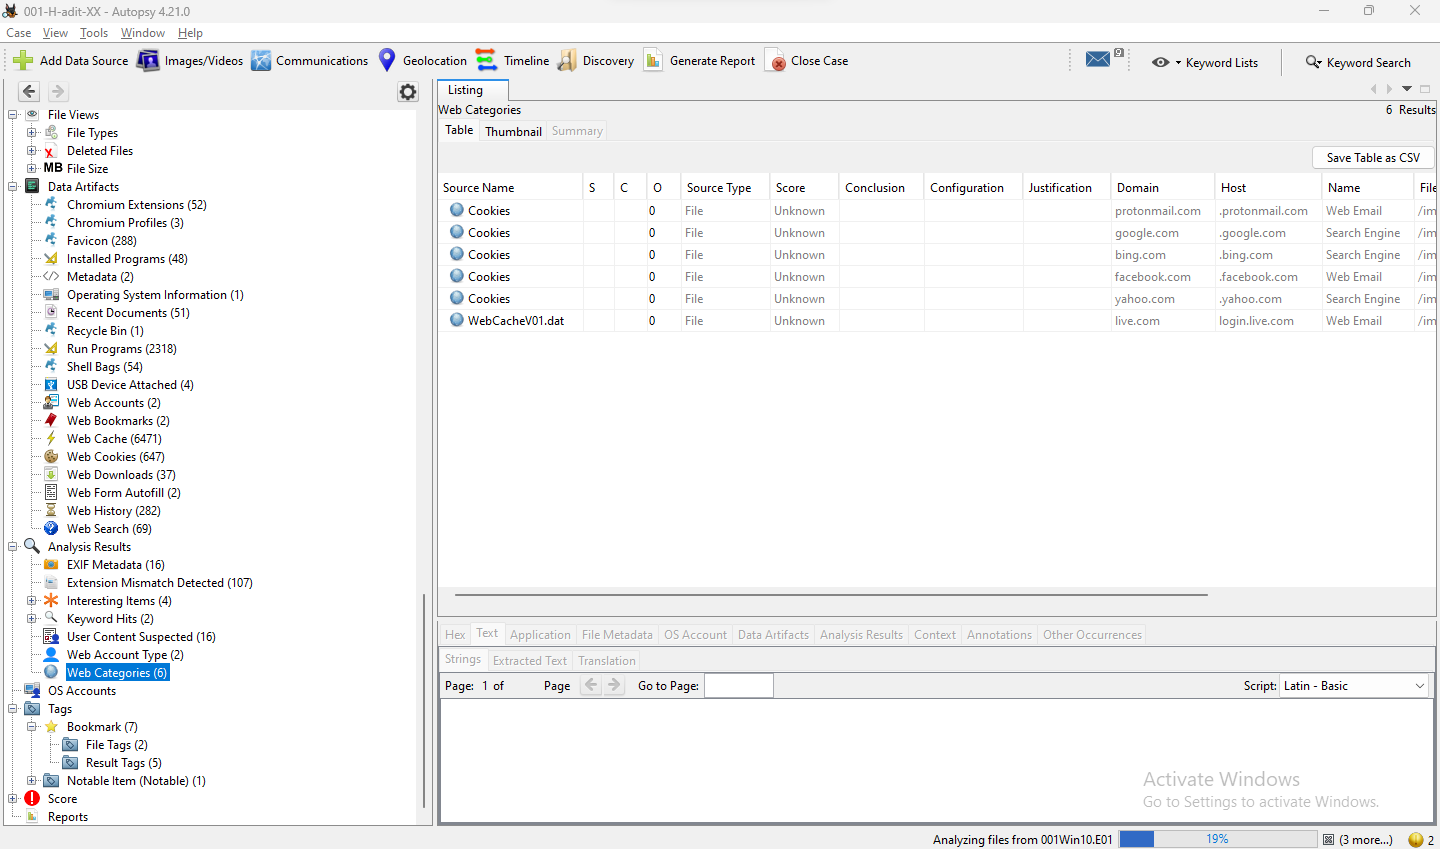 001-H-adit-XX - Autopsy 4.21.0
Case View Tools Window Help
Add Data Source Images/Videos Communications Geolocation Timeline Discovery Generate Report Close Case 9 Keyword Lists Keyword Search
File Views
File Types
Deleted Files
MB File Size
Data Artifacts
Chromium Extensions (52)
Chromium Profiles (3)
Favicon (288)
Installed Programs (48)
Metadata (2)
Operating System Information (1)
Recent Documents (51)
Recycle Bin (1)
Run Programs (2318)
Shell Bags (54)
USB Device Attached (4)
Web Accounts (2)
Web Bookmarks (2)
Web Cache (6471)
Web Cookies (647)
Web Downloads (37)
Web Form Autofill (2)
Web History (282)
Web Search (69)
Analysis Results
EXIF Metadata (16)
Extension Mismatch Detected (107)
Interesting Items (4)
Keyword Hits (2)
User Content Suspected (16)
Web Account Type (2)
Web Categories (6)
OS Accounts
Tags
Bookmark (7)
File Tags (2)
Result Tags (5)
Notable Item (Notable) (1)
Score
Reports
Listing
Web Categories 6 Results
Table Thumbnail Summary
Save Table as CSV
Source Name S C O Source Type Score Conclusion Configuration Justification Domain Host Name File
Cookies 0 File Unknown protonmail.com .protonmail.com Web Email /im
Cookies 0 File Unknown google.com .google.com Search Engine /im
Cookies 0 File Unknown bing.com .bing.com Search Engine /im
Cookies 0 File Unknown facebook.com .facebook.com Web Email /im
Cookies 0 File Unknown yahoo.com .yahoo.com Search Engine /im
WebCacheV01.dat 0 File Unknown live.com login.live.com Web Email /im
Hex Text Application File Metadata OS Account Data Artifacts Analysis Results Context Annotations Other Occurrences
Strings Extracted Text Translation
Page: 1 of Page Go to Page: Script: Latin - Basic
Activate Windows
Go to Settings to activate Windows.
Analyzing files from 001Win10.E01 19% (3 more...) 2